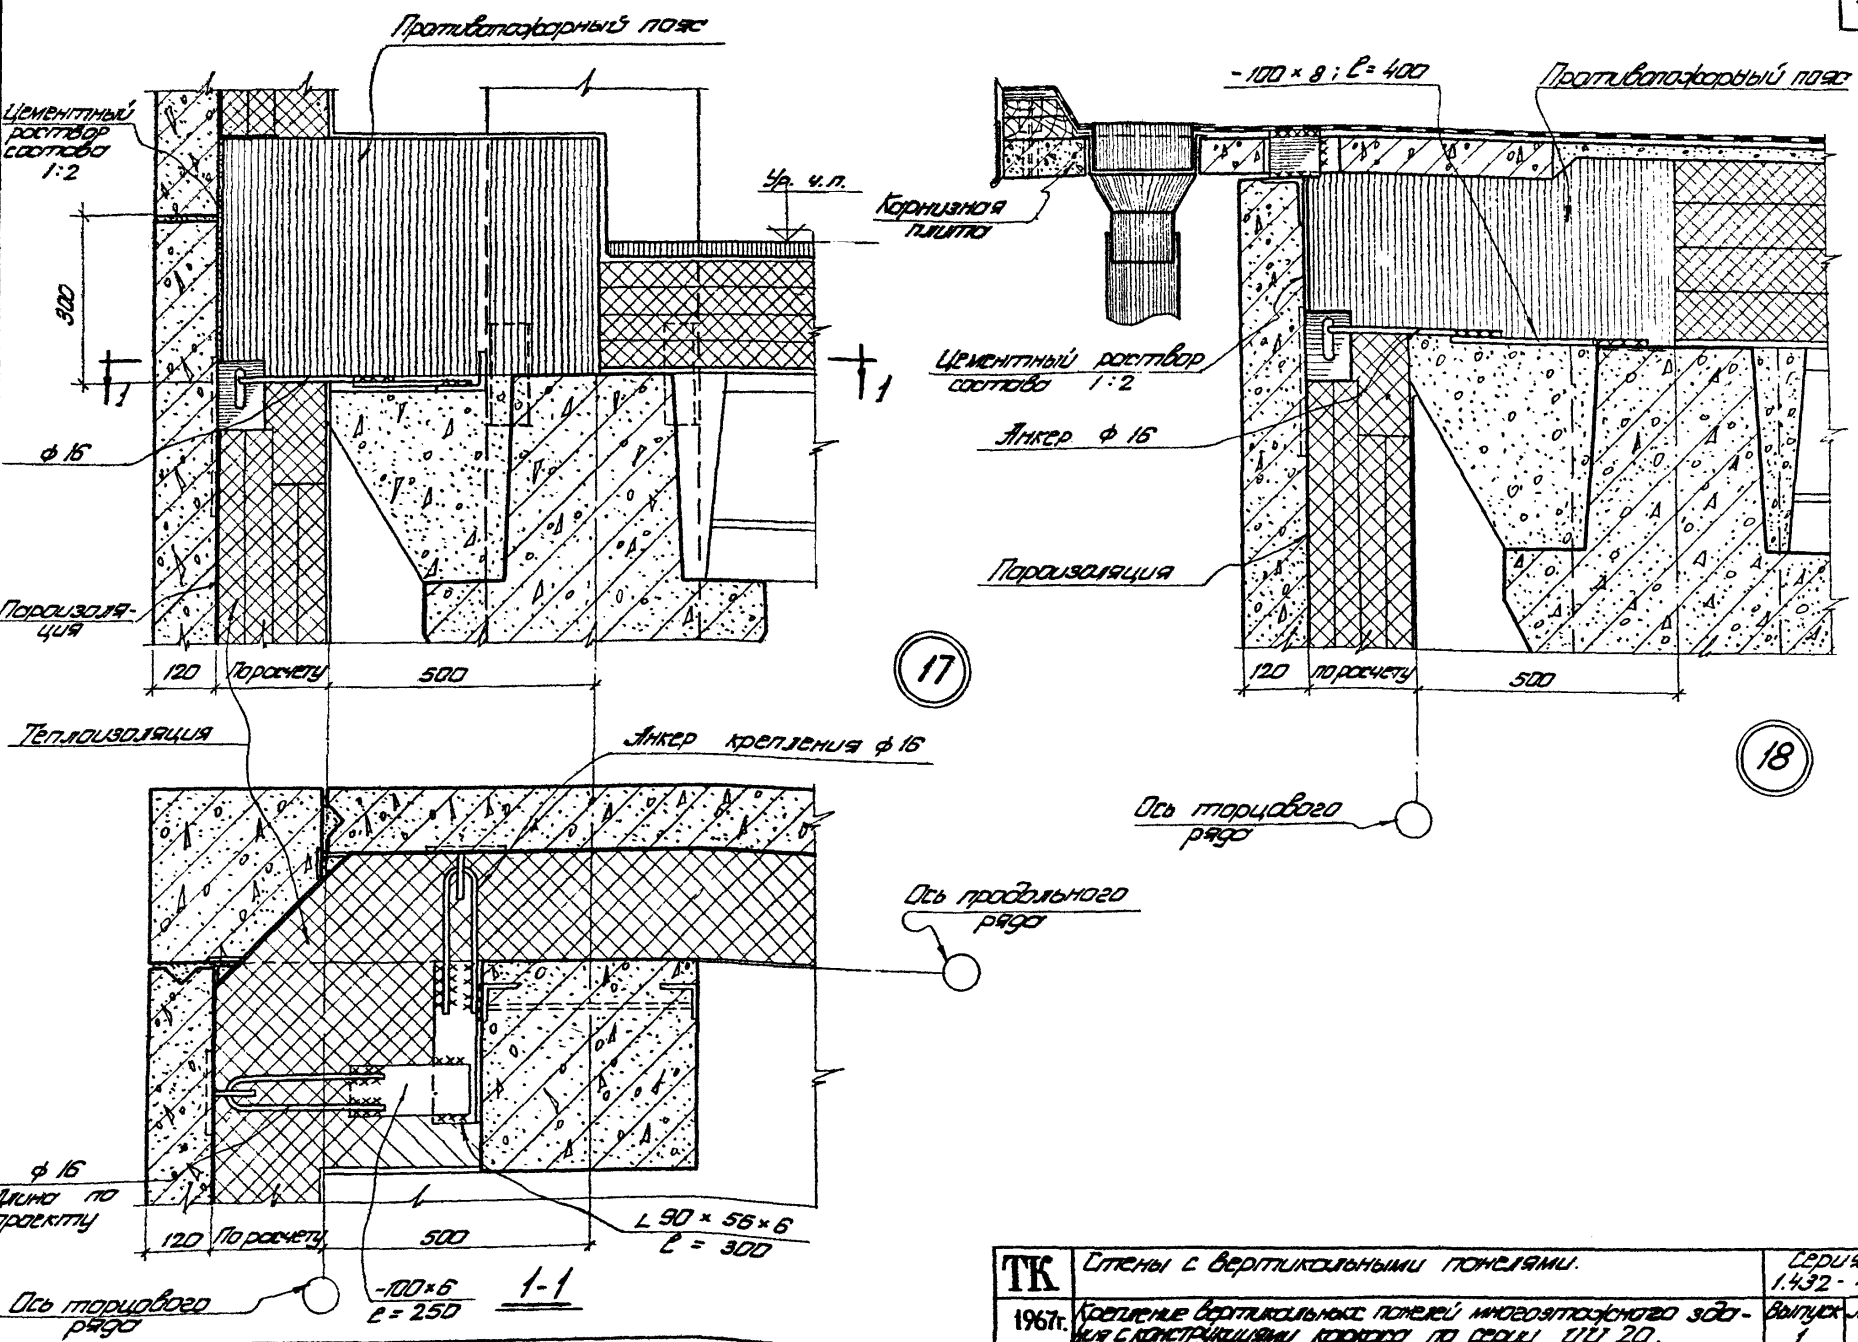 Противопожарный пояс
Цементный
раствор
состава
1:2
Ур. ч.п.
300
1
1
ф 16
Пароизоля-
ция
120
По расчету
500
17
-100 × 8 ; ℓ = 400
Противопожарный пояс
Карнизная
плита
Цементный раствор
состава 1:2
Анкер ф 16
Пароизоляция
120
по расчету
500
18
Ось торцового
ряда
Теплоизоляция
Анкер крепления ф 16
Ось продольного
ряда
ф 16
Длина по
проекту
120
По расчету
500
L 90 × 56 × 6
ℓ = 300
-100×6
ℓ = 250
1-1
Ось торцового
ряда
ТК
Стены с вертикальными панелями.
Серия
1.432-
1967г.
Крепление вертикальных панелей многоэтажного зда-
ния с конструкциями каркаса по серии ИИ 20.
Выпуск